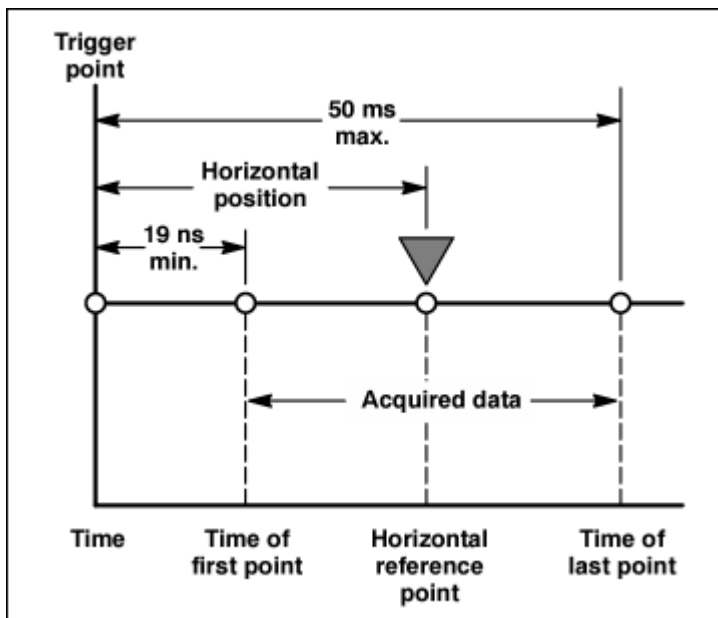 Trigger
point
50 ms
max.
Horizontal
position
19 ns
min.
Acquired data
Time
Time of
first point
Horizontal
reference
point
Time of
last point